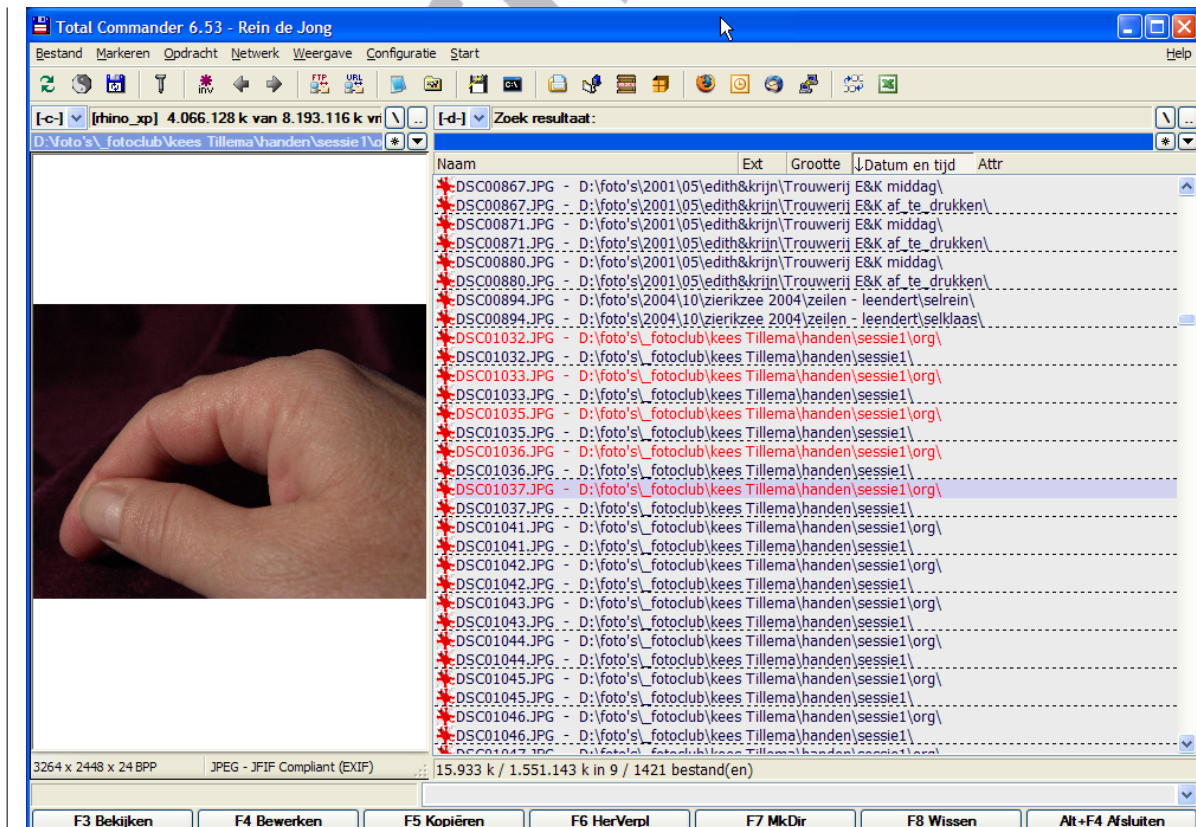 Total Commander 6.53 - Rein de Jong
Bestand Markeren Opdracht Netwerk Weergave Configuratie Start Help
INV FTP URL
[-c-] [rhino_xp] 4.066.128 k van 8.193.116 k vr \ .. [-d-] Zoek resultaat: \ ..
D:\foto's\_fotoclub\kees Tillema\handen\sessie1\o * *
Naam Ext Grootte ↓Datum en tijd Attr
DSC00867.JPG - D:\foto's\2001\05\edith&krijn\Trouwerij E&K middag\
DSC00867.JPG - D:\foto's\2001\05\edith&krijn\Trouwerij E&K af_te_drukken\
DSC00871.JPG - D:\foto's\2001\05\edith&krijn\Trouwerij E&K middag\
DSC00871.JPG - D:\foto's\2001\05\edith&krijn\Trouwerij E&K af_te_drukken\
DSC00880.JPG - D:\foto's\2001\05\edith&krijn\Trouwerij E&K middag\
DSC00880.JPG - D:\foto's\2001\05\edith&krijn\Trouwerij E&K af_te_drukken\
DSC00894.JPG - D:\foto's\2004\10\zierikzee 2004\zeilen - leendert\selrein\
DSC00894.JPG - D:\foto's\2004\10\zierikzee 2004\zeilen - leendert\selklaas\
DSC01032.JPG - D:\foto's\_fotoclub\kees Tillema\handen\sessie1\org\
DSC01032.JPG - D:\foto's\_fotoclub\kees Tillema\handen\sessie1\
DSC01033.JPG - D:\foto's\_fotoclub\kees Tillema\handen\sessie1\org\
DSC01033.JPG - D:\foto's\_fotoclub\kees Tillema\handen\sessie1\
DSC01035.JPG - D:\foto's\_fotoclub\kees Tillema\handen\sessie1\org\
DSC01035.JPG - D:\foto's\_fotoclub\kees Tillema\handen\sessie1\
DSC01036.JPG - D:\foto's\_fotoclub\kees Tillema\handen\sessie1\org\
DSC01036.JPG - D:\foto's\_fotoclub\kees Tillema\handen\sessie1\
DSC01037.JPG - D:\foto's\_fotoclub\kees Tillema\handen\sessie1\org\
DSC01037.JPG - D:\foto's\_fotoclub\kees Tillema\handen\sessie1\
DSC01041.JPG - D:\foto's\_fotoclub\kees Tillema\handen\sessie1\org\
DSC01041.JPG - D:\foto's\_fotoclub\kees Tillema\handen\sessie1\
DSC01042.JPG - D:\foto's\_fotoclub\kees Tillema\handen\sessie1\org\
DSC01042.JPG - D:\foto's\_fotoclub\kees Tillema\handen\sessie1\
DSC01043.JPG - D:\foto's\_fotoclub\kees Tillema\handen\sessie1\org\
DSC01043.JPG - D:\foto's\_fotoclub\kees Tillema\handen\sessie1\
DSC01044.JPG - D:\foto's\_fotoclub\kees Tillema\handen\sessie1\org\
DSC01044.JPG - D:\foto's\_fotoclub\kees Tillema\handen\sessie1\
DSC01045.JPG - D:\foto's\_fotoclub\kees Tillema\handen\sessie1\org\
DSC01045.JPG - D:\foto's\_fotoclub\kees Tillema\handen\sessie1\
DSC01046.JPG - D:\foto's\_fotoclub\kees Tillema\handen\sessie1\org\
DSC01046.JPG - D:\foto's\_fotoclub\kees Tillema\handen\sessie1\
DSC01047.JPG - D:\foto's\_fotoclub\kees Tillema\handen\sessie1\org\
3264 x 2448 x 24 BPP JPEG - JFIF Compliant (EXIF) 15.933 k / 1.551.143 k in 9 / 1421 bestand(en)
F3 Bekijken F4 Bewerken F5 Kopiëren F6 HerVerpl F7 MkDir F8 Wissen Alt+F4 Afsluiten